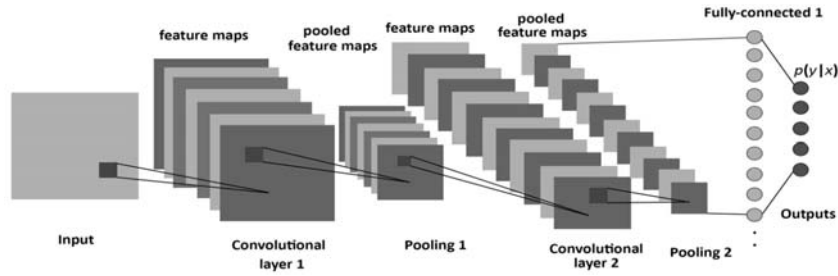 feature maps
pooled
feature maps
feature maps
pooled
feature maps
Fully-connected 1
p(y|x)
Input
Convolutional
layer 1
Pooling 1
Convolutional
layer 2
Pooling 2
Outputs